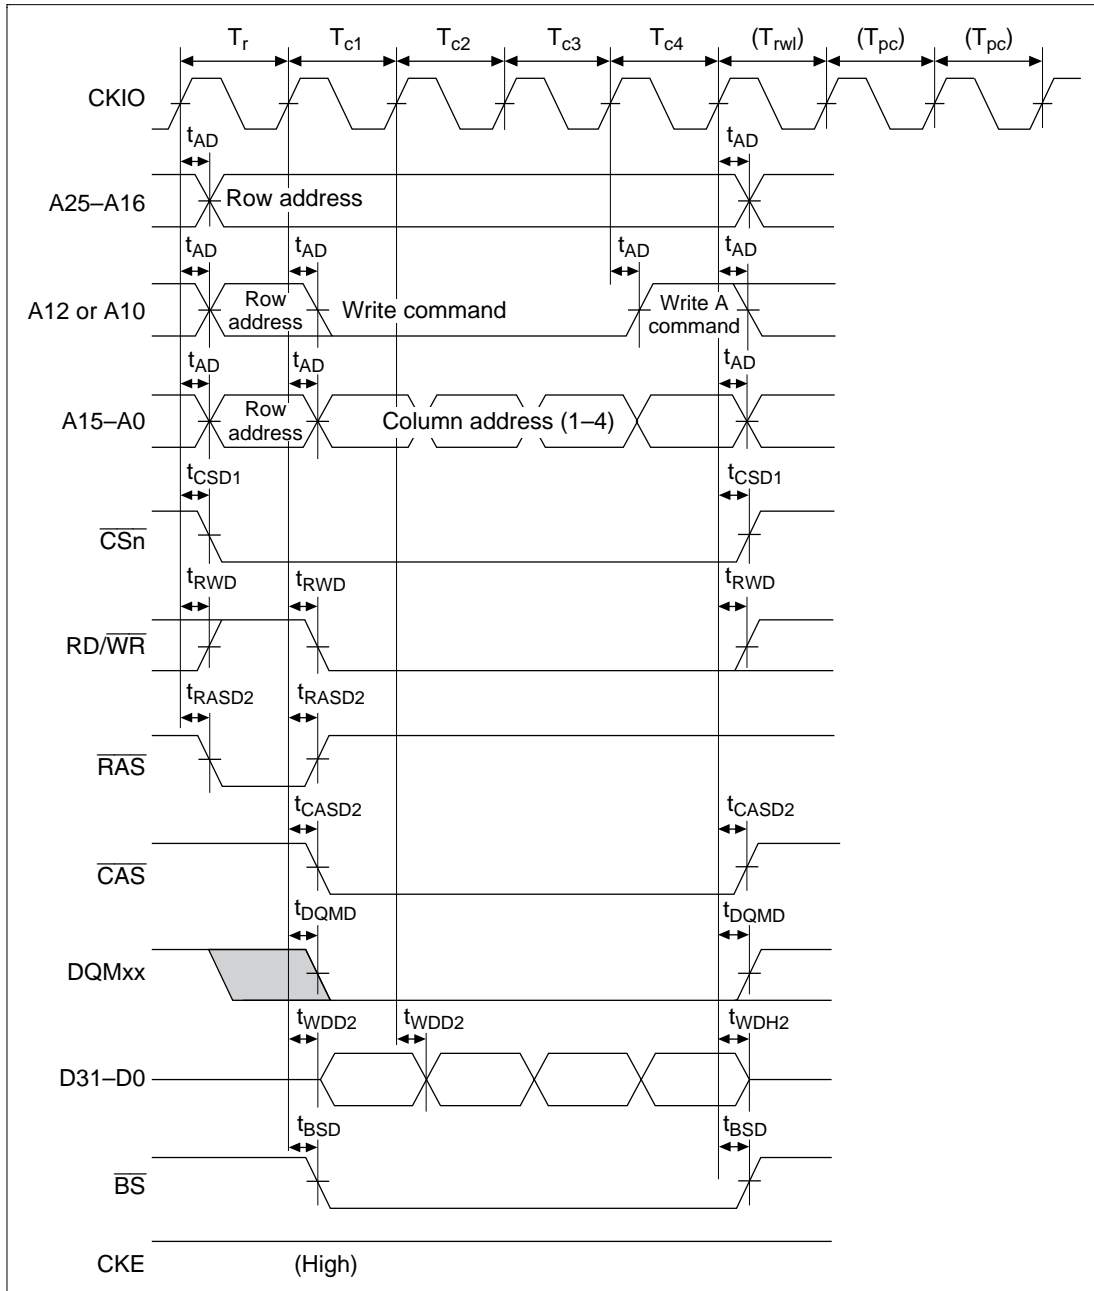 Tr Tc1 Tc2 Tc3 Tc4 (Trwl) (Tpc) (Tpc)
CKIO
tAD tAD
A25–A16 Row address
tAD tAD tAD tAD
A12 or A10 Row address Write command Write A command
tAD tAD tAD
A15–A0 Row address Column address (1–4)
tCSD1 tCSD1
CSn
tRWD tRWD tRWD
RD/WR
tRASD2 tRASD2
RAS
tCASD2 tCASD2
CAS
tDQMD tDQMD
DQMxx
tWDD2 tWDD2 tWDH2
D31–D0
tBSD tBSD
BS
CKE (High)